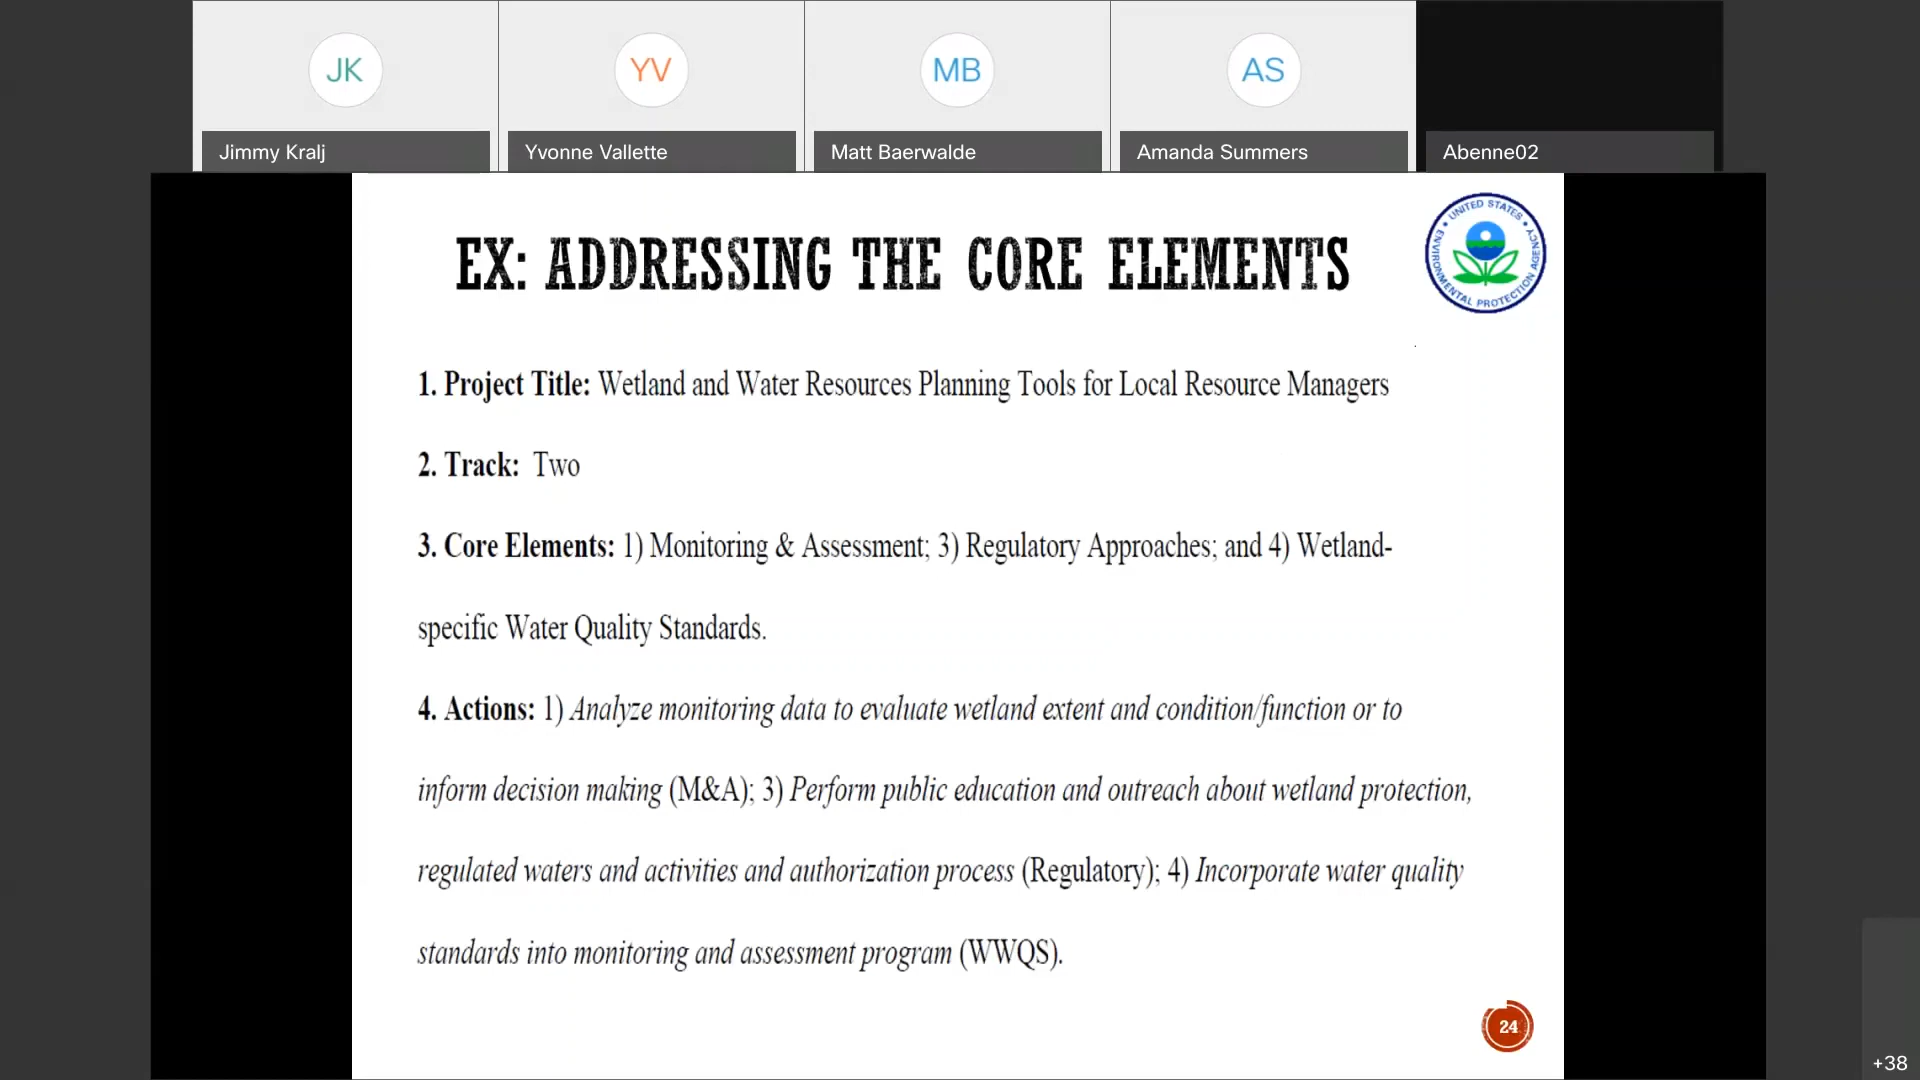 JK
YV
MB
AS
Jimmy Kralj
Yvonne Vallette
Matt Baerwalde
Amanda Summers
Abenne02
UNITED STATES
ENVIRONMENTAL PROTECTION AGENCY
EX: ADDRESSING THE CORE ELEMENTS
1. Project Title: Wetland and Water Resources Planning Tools for Local Resource Managers
2. Track: Two
3. Core Elements: 1) Monitoring & Assessment; 3) Regulatory Approaches; and 4) Wetland-
specific Water Quality Standards.
4. Actions: 1) Analyze monitoring data to evaluate wetland extent and condition/function or to
inform decision making (M&A); 3) Perform public education and outreach about wetland protection,
regulated waters and activities and authorization process (Regulatory); 4) Incorporate water quality
standards into monitoring and assessment program (WWQS).
24
+38